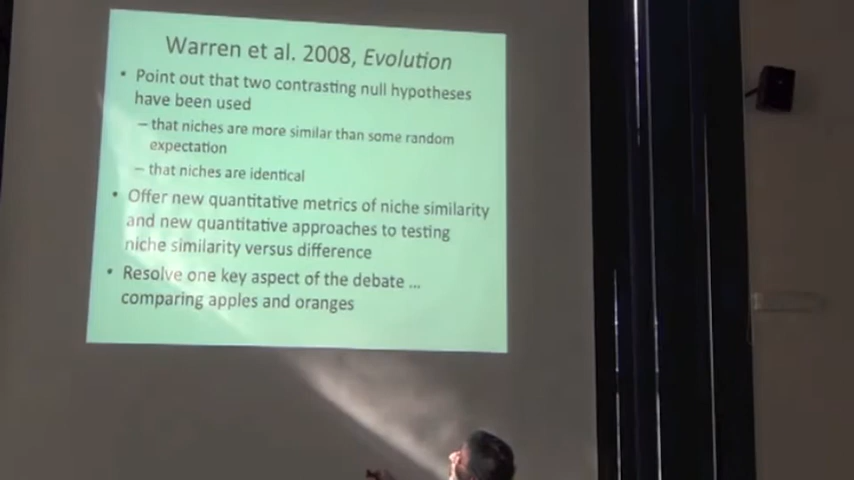 Warren et al. 2008, Evolution
• Point out that two contrasting null hypotheses
have been used
– that niches are more similar than some random
expectation
– that niches are identical
• Offer new quantitative metrics of niche similarity
and new quantitative approaches to testing
niche similarity versus difference
• Resolve one key aspect of the debate ...
comparing apples and oranges